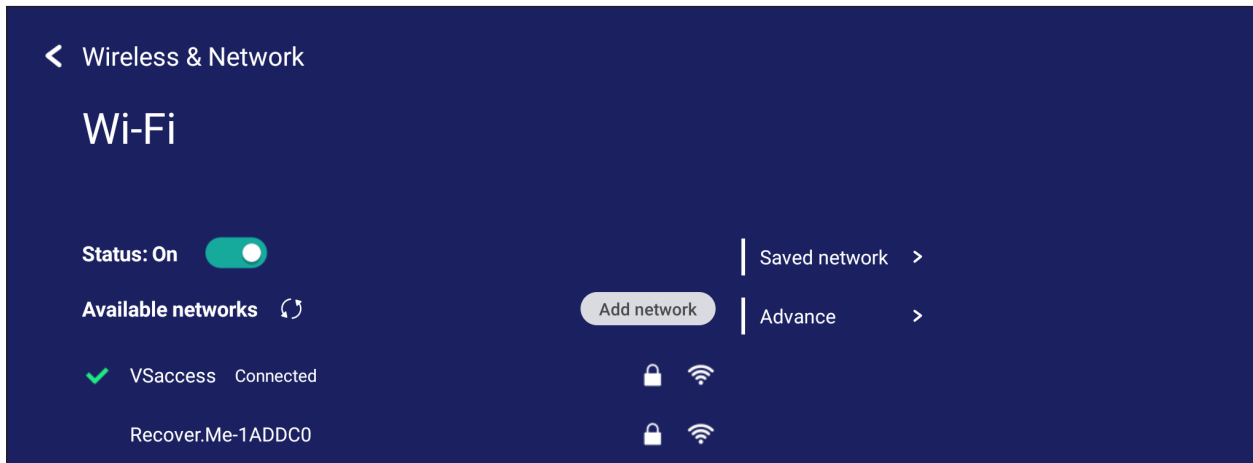 Wireless & Network
Wi-Fi
Status: On
Saved network
Available networks
Add network
Advance
VSaccess Connected
Recover.Me-1ADDC0